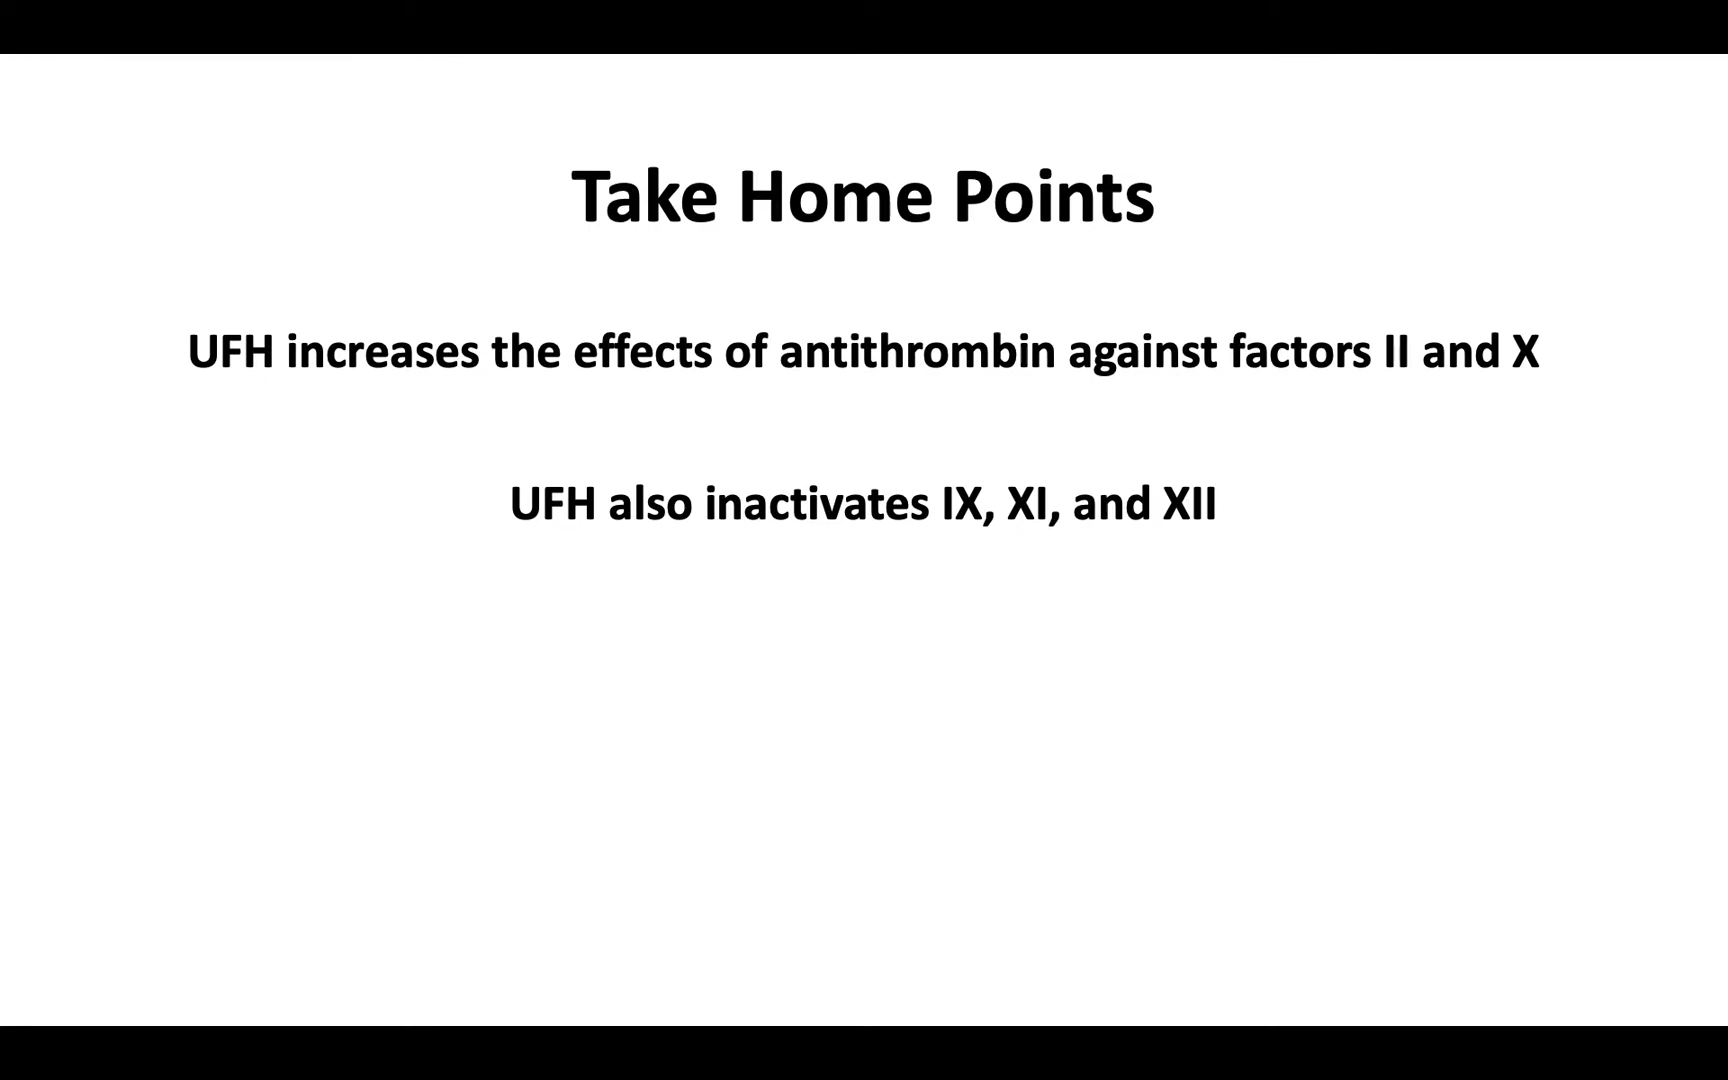 Take Home Points
UFH increases the effects of antithrombin against factors II and X
UFH also inactivates IX, XI, and XII